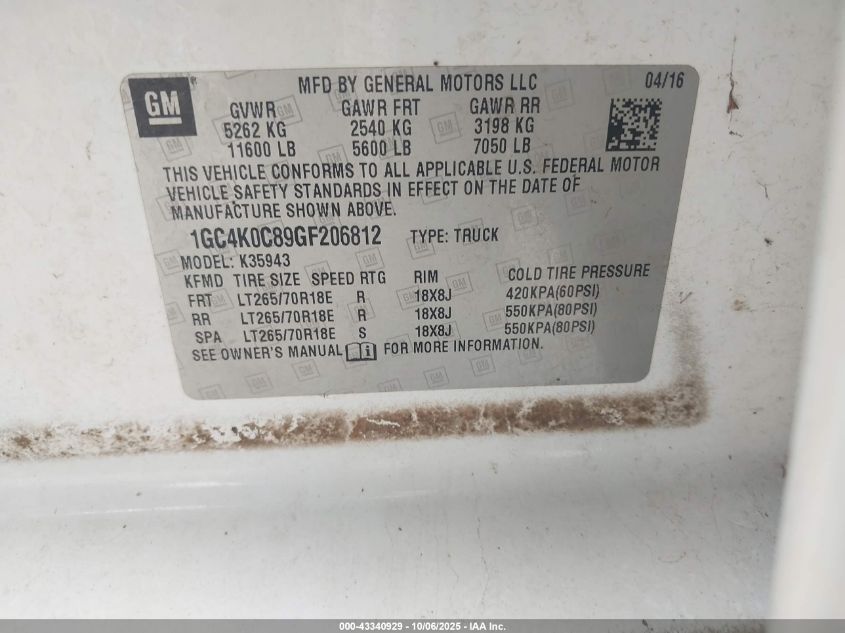 GM
MFD BY GENERAL MOTORS LLC 04/16
GVWR GAWR FRT GAWR RR
5262 KG 2540 KG 3198 KG
11600 LB 5600 LB 7050 LB
THIS VEHICLE CONFORMS TO ALL APPLICABLE U.S. FEDERAL MOTOR
VEHICLE SAFETY STANDARDS IN EFFECT ON THE DATE OF
MANUFACTURE SHOWN ABOVE.
1GC4K0C89GF206812 TYPE: TRUCK
MODEL: K35943
KFMD TIRE SIZE SPEED RTG RIM COLD TIRE PRESSURE
FRT LT265/70R18E R 18X8J 420KPA(60PSI)
RR LT265/70R18E R 18X8J 550KPA(80PSI)
SPA LT265/70R18E S 18X8J 550KPA(80PSI)
SEE OWNER'S MANUAL FOR MORE INFORMATION.
000-43340929 - 10/06/2025 - IAA Inc.